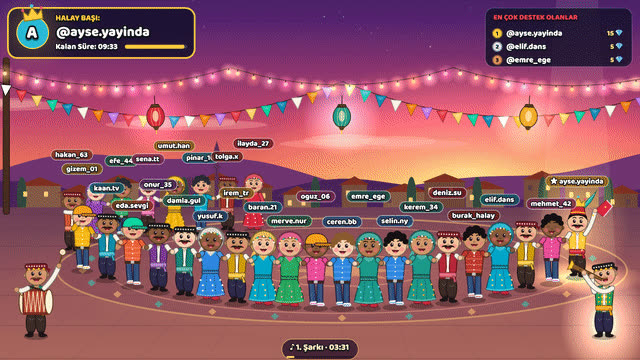 HALAY BAŞI:
A
@ayse.yayinda
Kalan Süre: 09:33
EN ÇOK DESTEK OLANLAR
1 @ayse.yayinda 15
2 @elif.dans 5
3 @emre_ege 5
umut.han
ilayda_27
hakan_63
efe_44
sena.tt
pinar_1
tolga.x
gizem_01
kaan.tv
onur_35
ayse.yayinda
eda.sevgi
damla.gul
irem_tr
oguz_06
emre_ege
deniz.su
elif.dans
yusuf.k
baran.21
merve.nur
ceren.bb
selin.ny
kerem_34
burak_halay
mehmet_42
1. Şarkı · 03:31